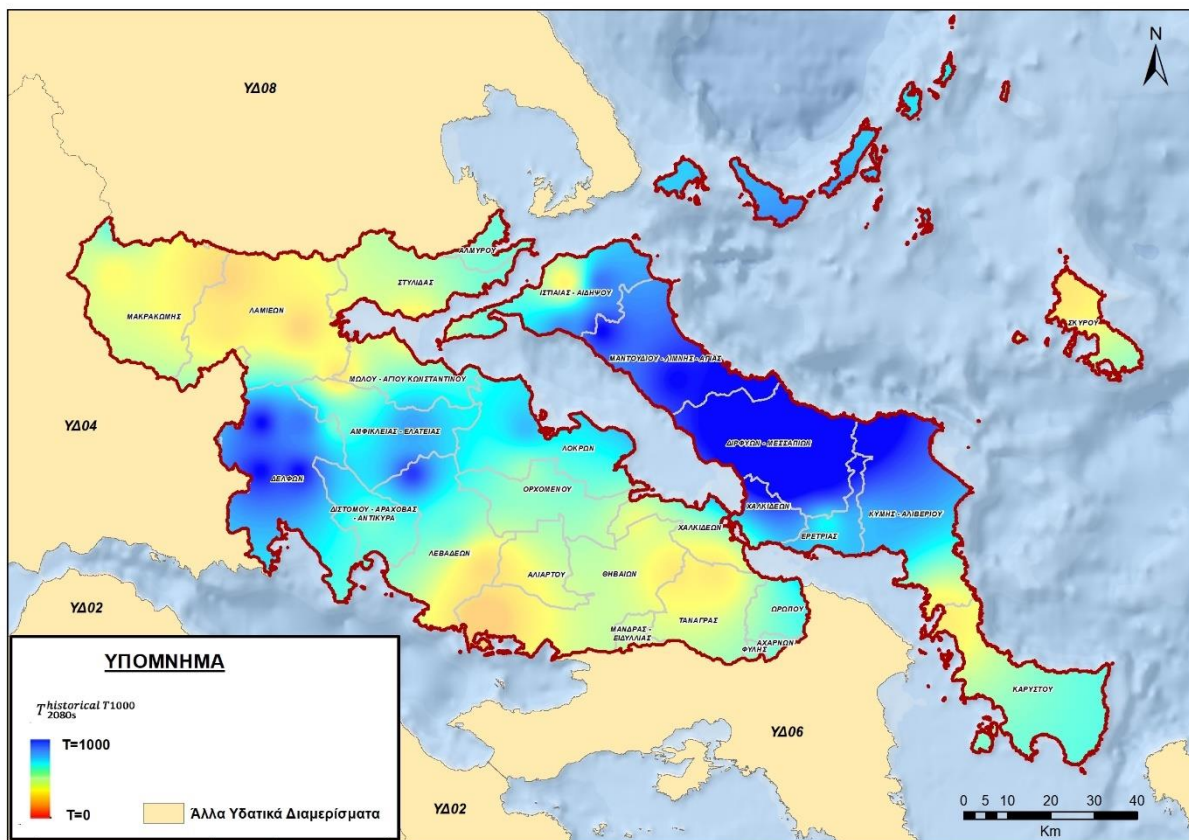 N
ΥΔ08
ΑΛΜΥΡΟΥ
ΣΤΥΛΙΔΑΣ
ΙΣΤΙΑΙΑΣ - ΑΙΔΗΨΟΥ
ΜΑΚΡΑΚΩΜΗΣ
ΛΑΜΙΕΩΝ
ΣΚΥΡΟΥ
ΜΑΝΤΟΥΔΙΟΥ - ΛΙΜΝΗΣ - ΑΓΙΑΣ
ΜΩΛΟΥ - ΑΓΙΟΥ ΚΩΝΣΤΑΝΤΙΝΟΥ
ΥΔ04
ΑΜΦΙΚΛΕΙΑΣ - ΕΛΑΤΕΙΑΣ
ΔΙΡΦΥΩΝ - ΜΕΣΣΑΠΙΩΝ
ΛΟΚΡΩΝ
ΔΕΛΦΩΝ
ΟΡΧΟΜΕΝΟΥ
ΔΙΣΤΟΜΟΥ - ΑΡΑΧΟΒΑΣ
- ΑΝΤΙΚΥΡΑ
ΧΑΛΚΙΔΕΩΝ
ΚΥΜΗΣ - ΑΛΙΒΕΡΙΟΥ
ΧΑΛΚΙΔΕΩΝ
ΕΡΕΤΡΙΑΣ
ΛΕΒΑΔΕΩΝ
ΑΛΙΑΡΤΟΥ
ΘΗΒΑΙΩΝ
ΥΔ02
ΩΡΩΠΟΥ
ΤΑΝΑΓΡΑΣ
ΜΑΝΔΡΑΣ -
ΕΙΔΥΛΛΙΑΣ
ΑΧΑΡΝΩΝ
ΦΥΛΗΣ
ΚΑΡΥΣΤΟΥ
ΥΠΟΜΝΗΜΑ
T historical T1000
2080s
T=1000
T=0
Άλλα Υδατικά Διαμερίσματα
ΥΔ06
ΥΔ02
0 5 10 20 30 40
Km